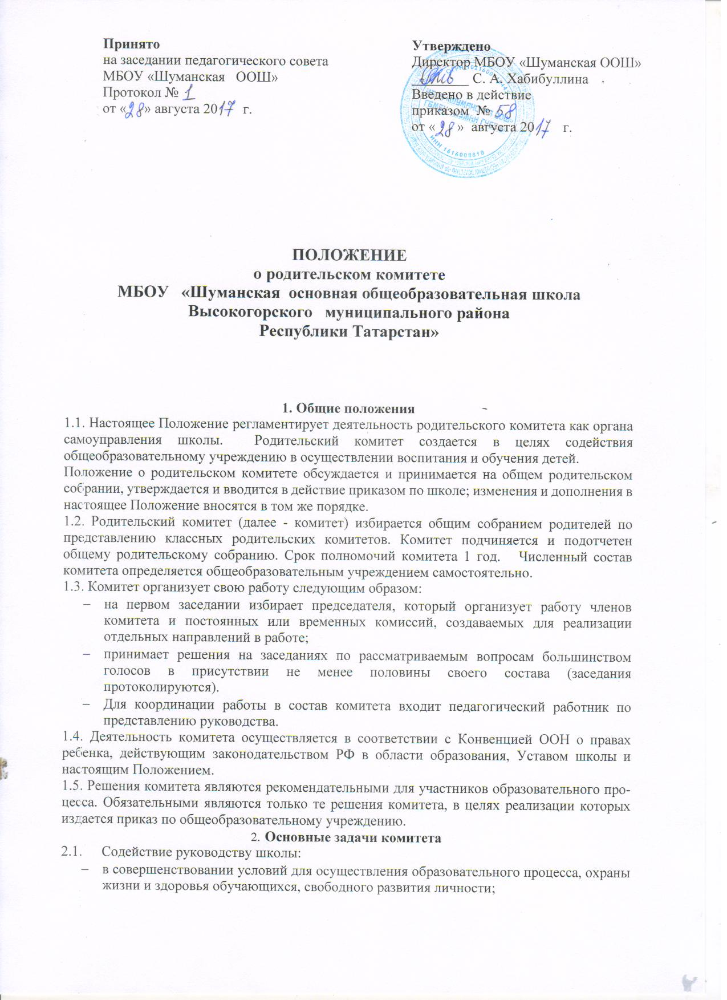 Принято
на заседании педагогического совета
МБОУ «Шуманская ООШ»
Протокол № 1
от «28» августа 2017 г.
Утверждено
Директор МБОУ «Шуманская ООШ»
________ С. А. Хабибуллина
Введено в действие
приказом № 58
от «28» августа 2017 г.
ИНН 1616008810
ПОЛОЖЕНИЕ
о родительском комитете
МБОУ «Шуманская основная общеобразовательная школа
Высокогорского муниципального района
Республики Татарстан»
1. Общие положения
1.1. Настоящее Положение регламентирует деятельность родительского комитета как органа
самоуправления школы. Родительский комитет создается в целях содействия
общеобразовательному учреждению в осуществлении воспитания и обучения детей.
Положение о родительском комитете обсуждается и принимается на общем родительском
собрании, утверждается и вводится в действие приказом по школе; изменения и дополнения в
настоящее Положение вносятся в том же порядке.
1.2. Родительский комитет (далее - комитет) избирается общим собранием родителей по
представлению классных родительских комитетов. Комитет подчиняется и подотчетен
общему родительскому собранию. Срок полномочий комитета 1 год. Численный состав
комитета определяется общеобразовательным учреждением самостоятельно.
1.3. Комитет организует свою работу следующим образом:
– на первом заседании избирает председателя, который организует работу членов
комитета и постоянных или временных комиссий, создаваемых для реализации
отдельных направлений в работе;
– принимает решения на заседаниях по рассматриваемым вопросам большинством
голосов в присутствии не менее половины своего состава (заседания
протоколируются).
– Для координации работы в состав комитета входит педагогический работник по
представлению руководства.
1.4. Деятельность комитета осуществляется в соответствии с Конвенцией ООН о правах
ребенка, действующим законодательством РФ в области образования, Уставом школы и
настоящим Положением.
1.5. Решения комитета являются рекомендательными для участников образовательного про-
цесса. Обязательными являются только те решения комитета, в целях реализации которых
издается приказ по общеобразовательному учреждению.
2. Основные задачи комитета
2.1. Содействие руководству школы:
– в совершенствовании условий для осуществления образовательного процесса, охраны
жизни и здоровья обучающихся, свободного развития личности;